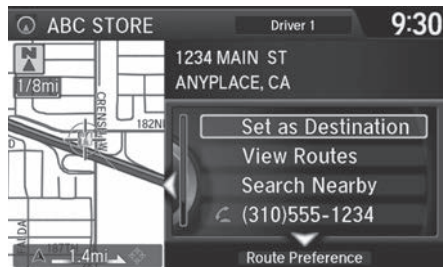 ABC STORE
Driver 1
9:30
N
1/8mi
1234 MAIN ST
ANYPLACE, CA
CRENSHAW
182N
Set as Destination
View Routes
Search Nearby
(310)555-1234
1.4mi
Route Preference